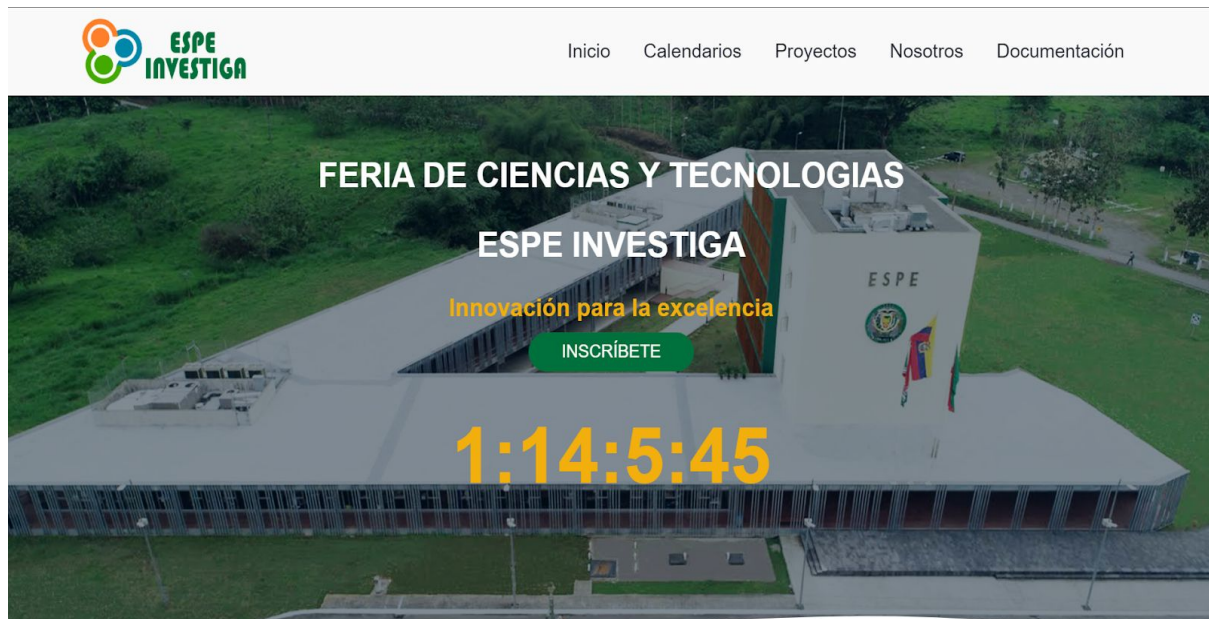 ESPE
INVESTIGA
Inicio Calendarios Proyectos Nosotros Documentación
FERIA DE CIENCIAS Y TECNOLOGIAS
ESPE INVESTIGA
ESPE
Innovación para la excelencia
INSCRÍBETE
1:14:5:45